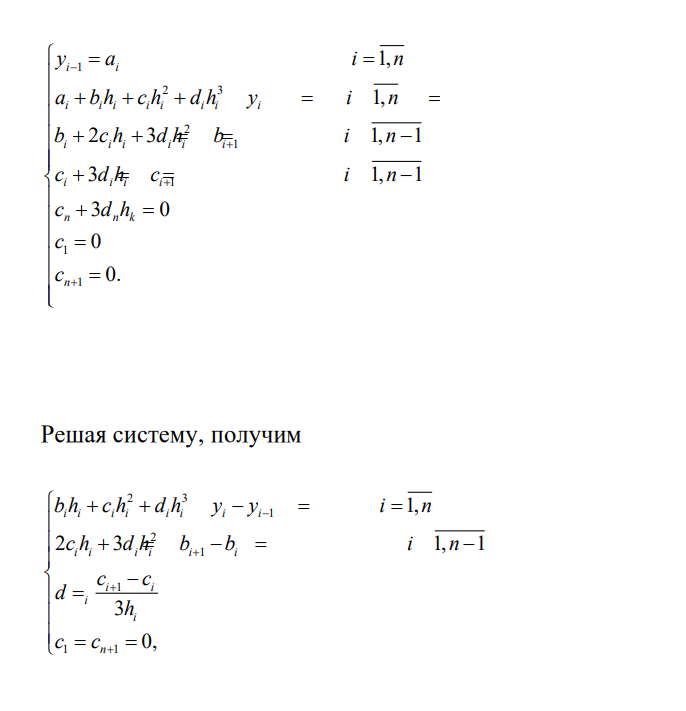 y_{i−1} = a_i i = \overline{1, n}
a_i + b_i h_i + c_i h_i^2 + d_i h_i^3 y_i = i \overline{1, n} =
b_i + 2c_i h_i + 3d_i h_i^2 = b_{i+1} = i \overline{1, n−1}
c_i + 3d_i h_i = c_{i+1} = i \overline{1, n−1}
c_n + 3d_n h_k = 0
c_1 = 0
c_{n+1} = 0.
Решая систему, получим
b_i h_i + c_i h_i^2 + d_i h_i^3 y_i − y_{i−1} = i = \overline{1, n}
2c_i h_i + 3d_i h_i^2 = b_{i+1} − b_i = i \overline{1, n−1}
d =_i \frac{c_{i+1} − c_i}{3h_i}
c_1 = c_{n+1} = 0,